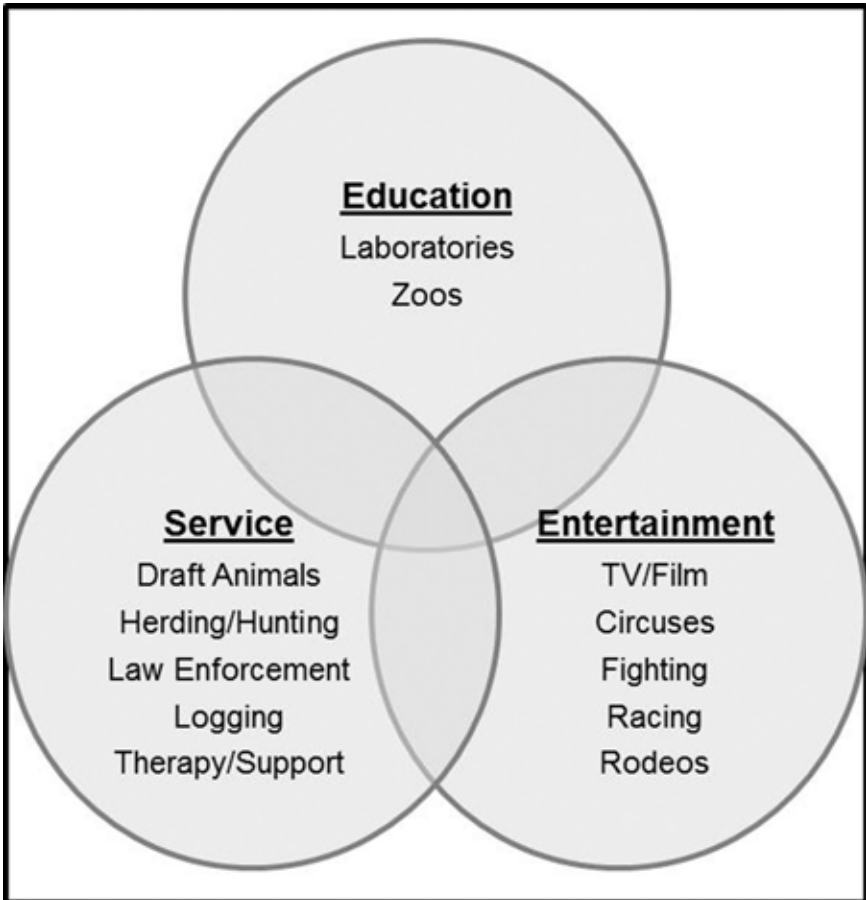 Education
Laboratories
Zoos
Service
Draft Animals
Herding/Hunting
Law Enforcement
Logging
Therapy/Support
Entertainment
TV/Film
Circuses
Fighting
Racing
Rodeos